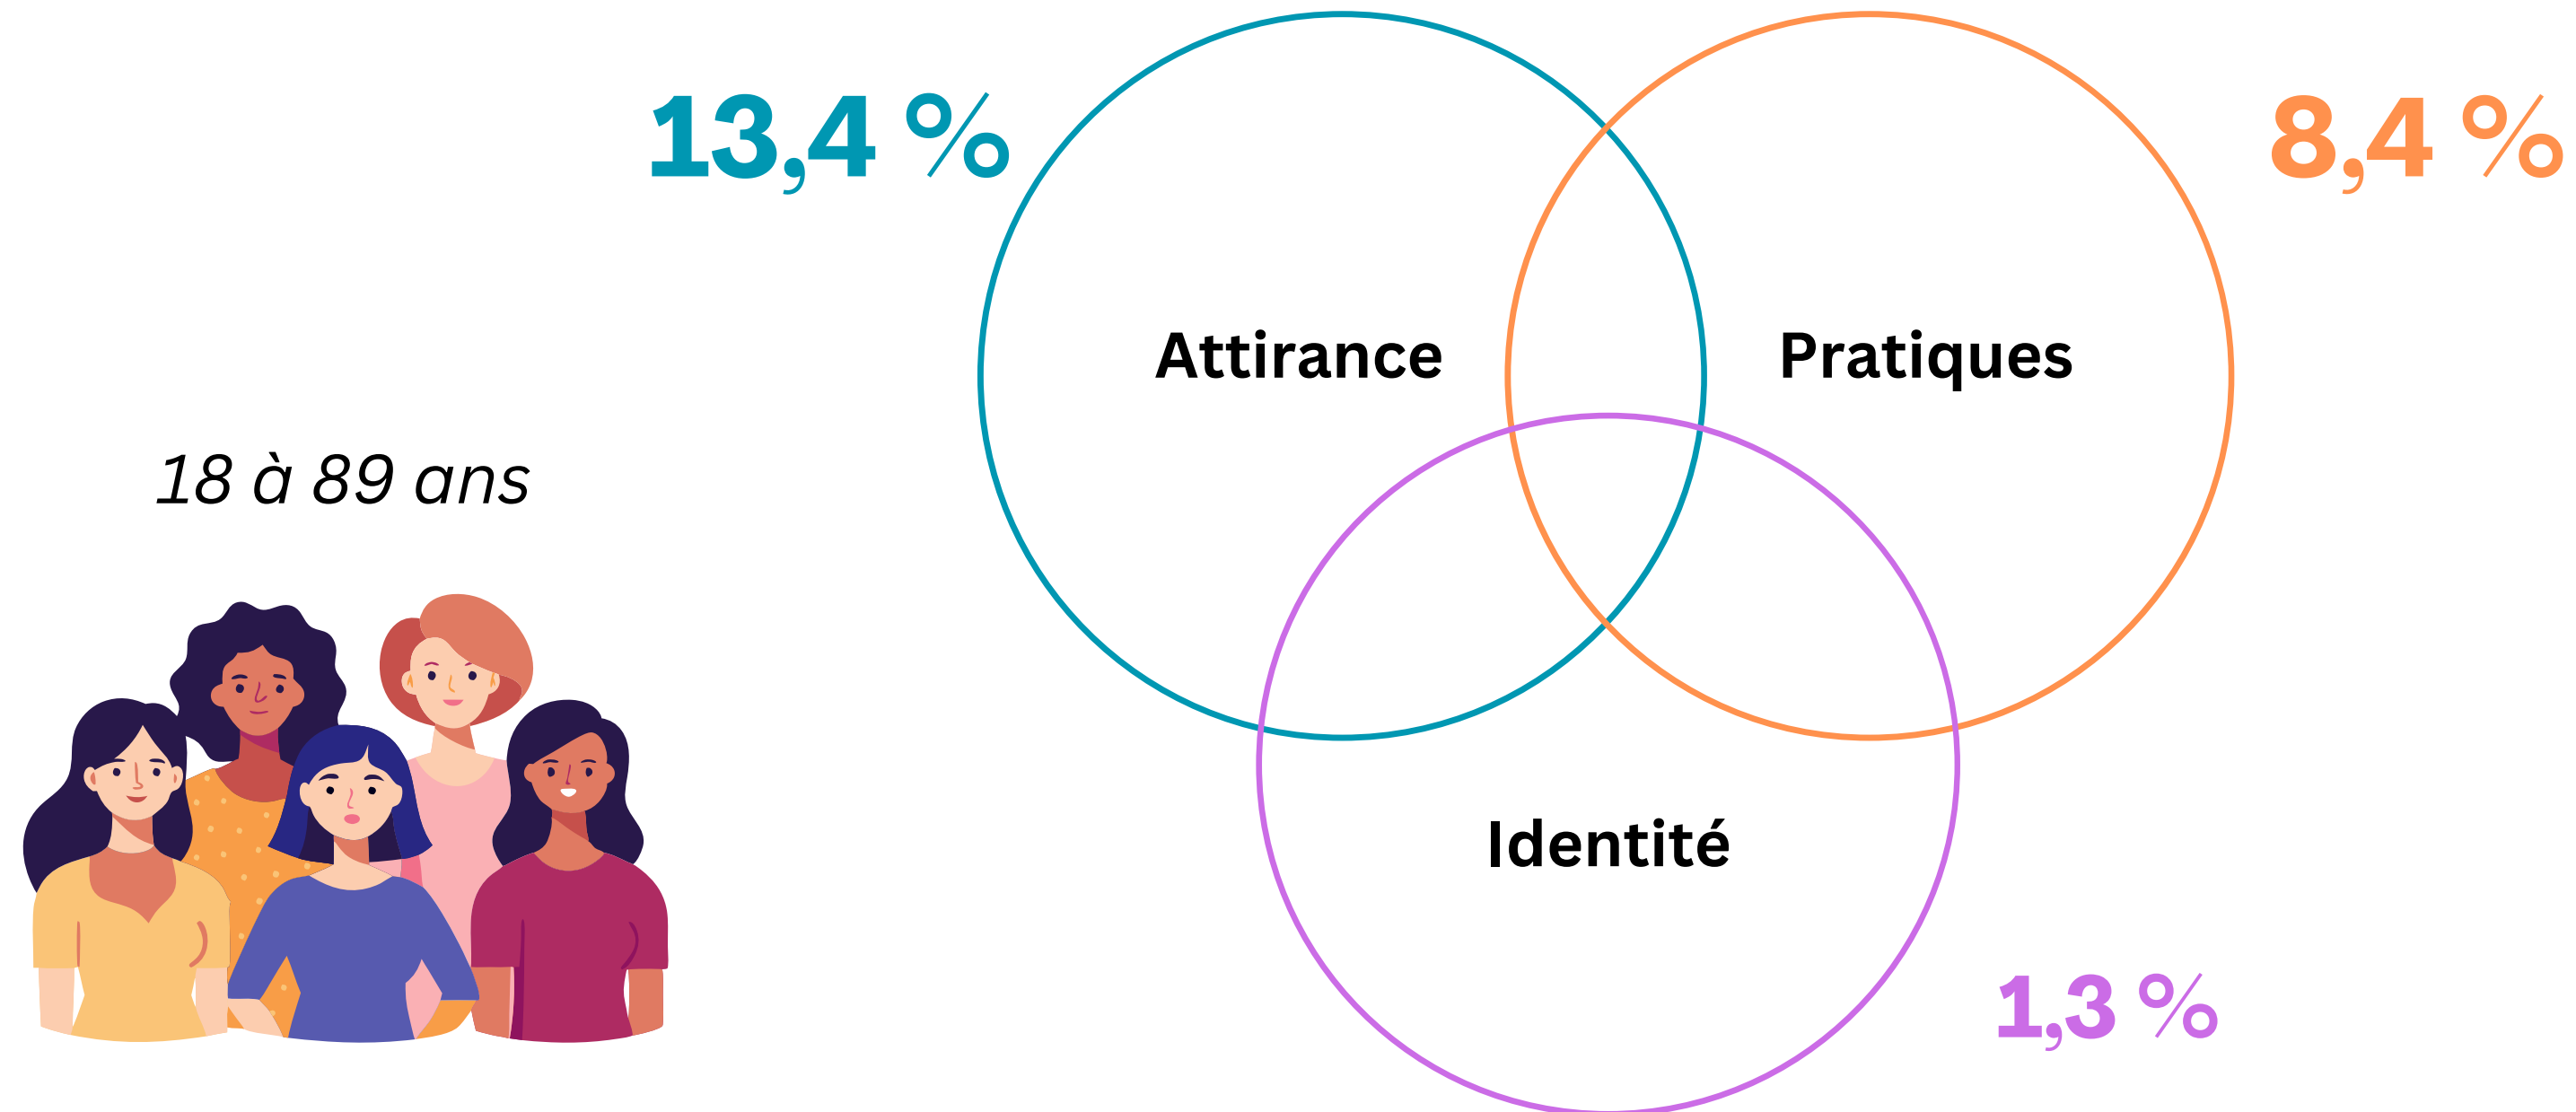 13,4 %
8,4 %
Attirance
Pratiques
18 à 89 ans
Identité
1,3 %